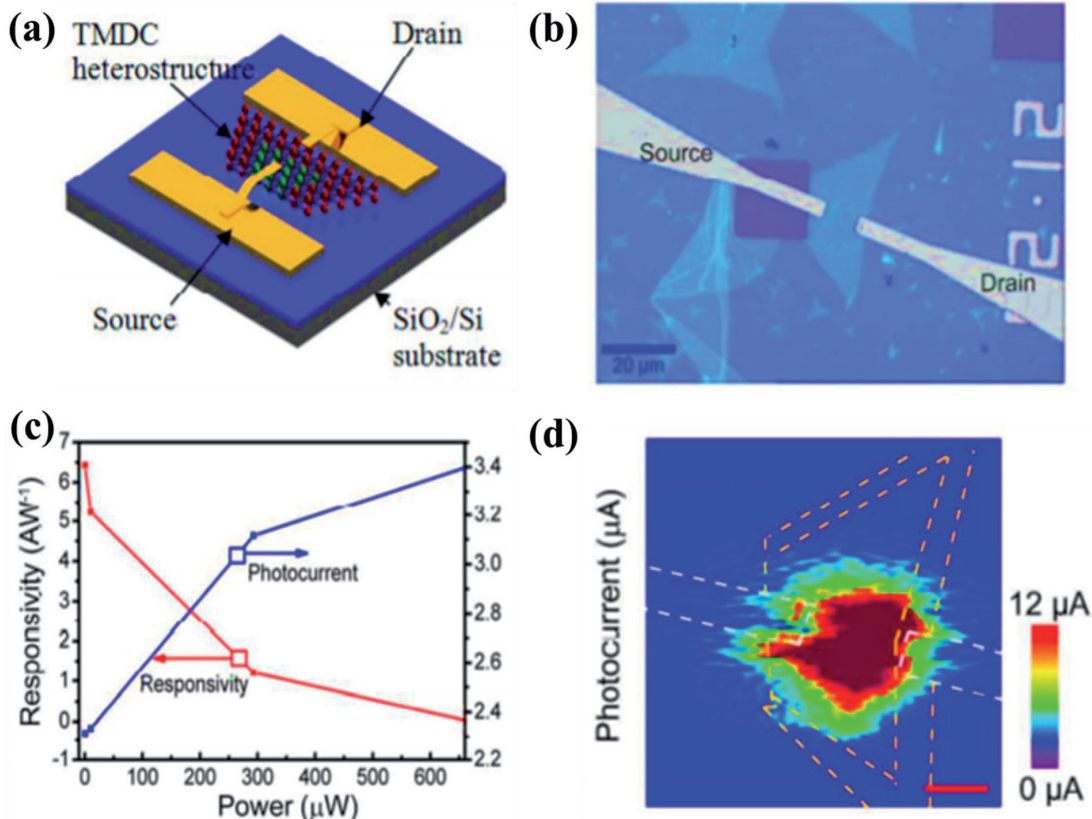 (a)
TMDC
heterostructure
Drain
Source
SiO₂/Si
substrate
(b)
Source
Drain
20 μm
2.12
(c)
7
6
5
4
3
2
1
0
-1
Responsivity (AW⁻¹)
3.4
3.2
3.0
2.8
2.6
2.4
2.2
Photocurrent
Responsivity
0 100 200 300 400 500 600
Power (μW)
(d)
Photocurrent (μA)
12 μA
0 μA